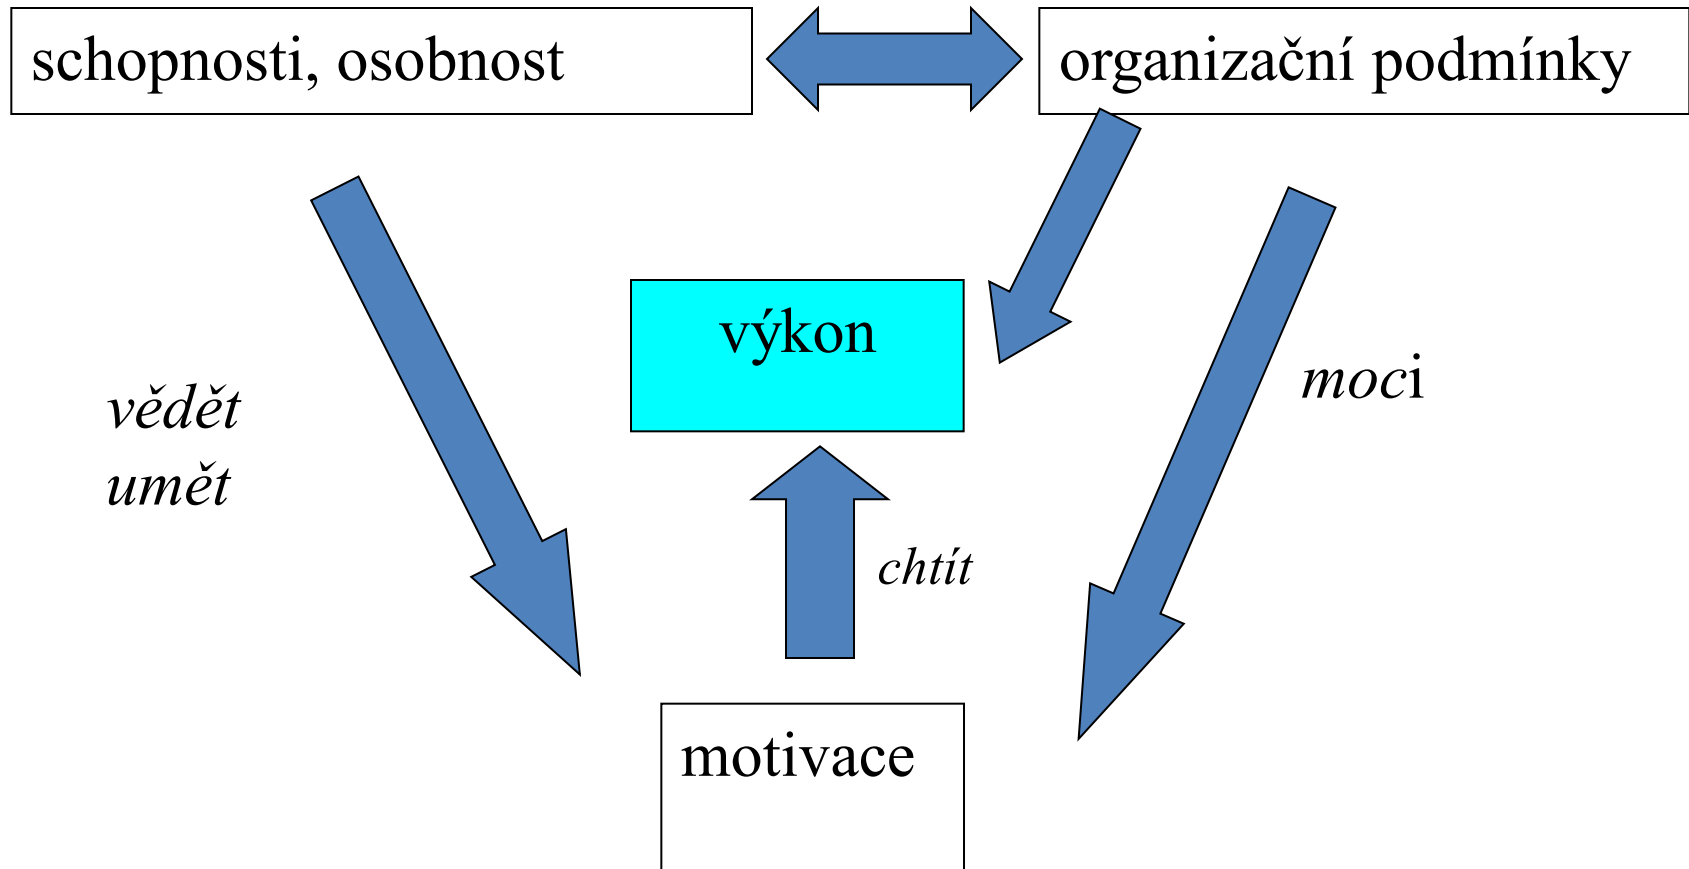 schopnosti, osobnost
organizační podmínky
výkon
vědět
umět
moci
chtít
motivace